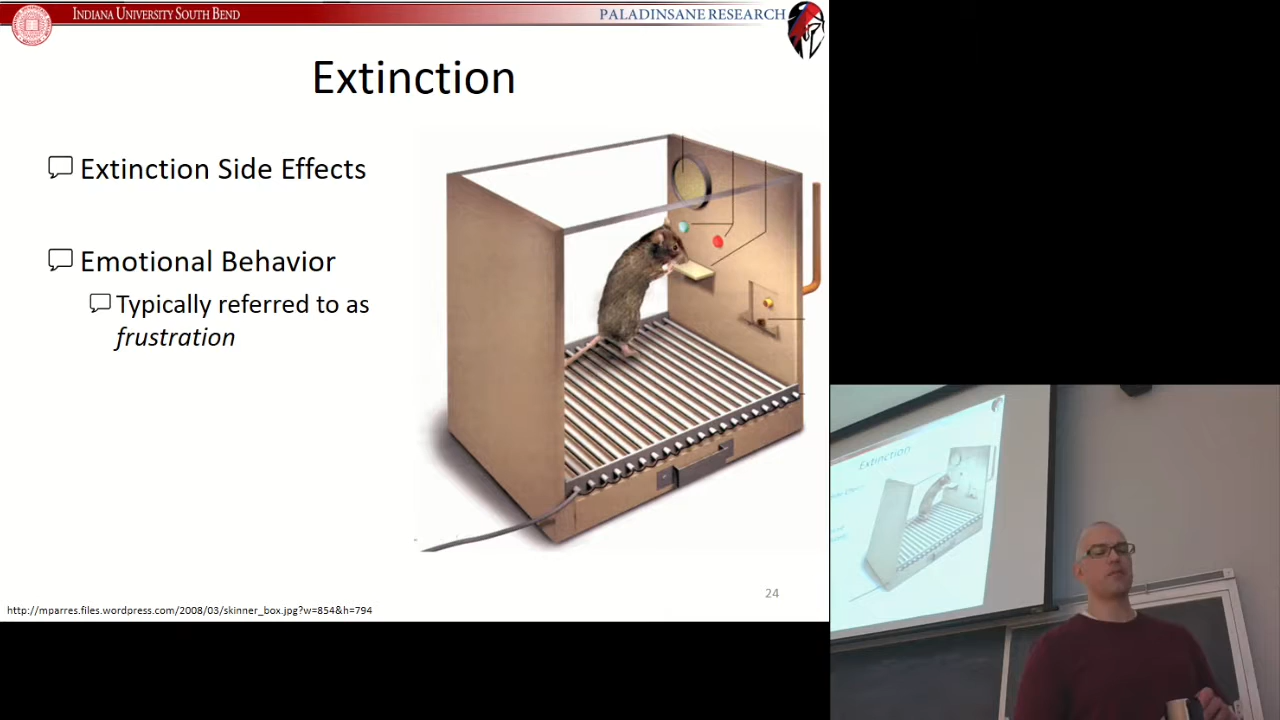 INDIANA UNIVERSITY SOUTH BEND
PALADINSANE RESEARCH
Extinction
Extinction Side Effects
Emotional Behavior
Typically referred to as
frustration
24
http://mparres.files.wordpress.com/2008/03/skinner_box.jpg?w=854&h=794
Extinction